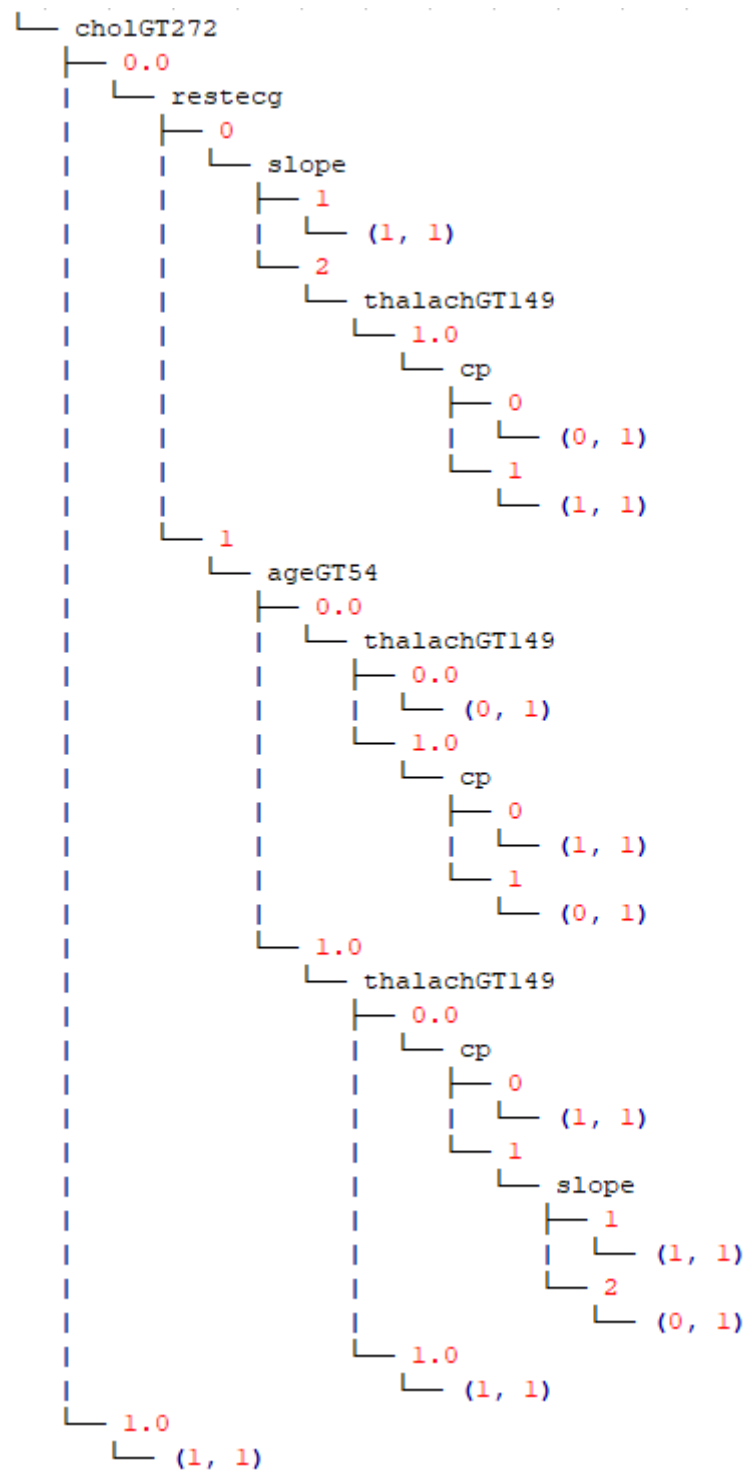 └── cholGT272
    ├── 0.0
    |   └── restecg
    |       ├── 0
    |       |   └── slope
    |       |       ├── 1
    |       |       |   └── (1, 1)
    |       |       └── 2
    |       |           └── thalachGT149
    |       |               └── 1.0
    |       |                   └── cp
    |       |                       ├── 0
    |       |                       |   └── (0, 1)
    |       |                       └── 1
    |       |                           └── (1, 1)
    |       └── 1
    |           └── ageGT54
    |               ├── 0.0
    |               |   └── thalachGT149
    |               |       ├── 0.0
    |               |       |   └── (0, 1)
    |               |       └── 1.0
    |               |           └── cp
    |               |               ├── 0
    |               |               |   └── (1, 1)
    |               |               └── 1
    |               |                   └── (0, 1)
    |               └── 1.0
    |                   └── thalachGT149
    |                       ├── 0.0
    |                       |   └── cp
    |                       |       ├── 0
    |                       |       |   └── (1, 1)
    |                       |       └── 1
    |                       |           └── slope
    |                       |               ├── 1
    |                       |               |   └── (1, 1)
    |                       |               └── 2
    |                       |                   └── (0, 1)
    |                       └── 1.0
    |                           └── (1, 1)
    └── 1.0
        └── (1, 1)